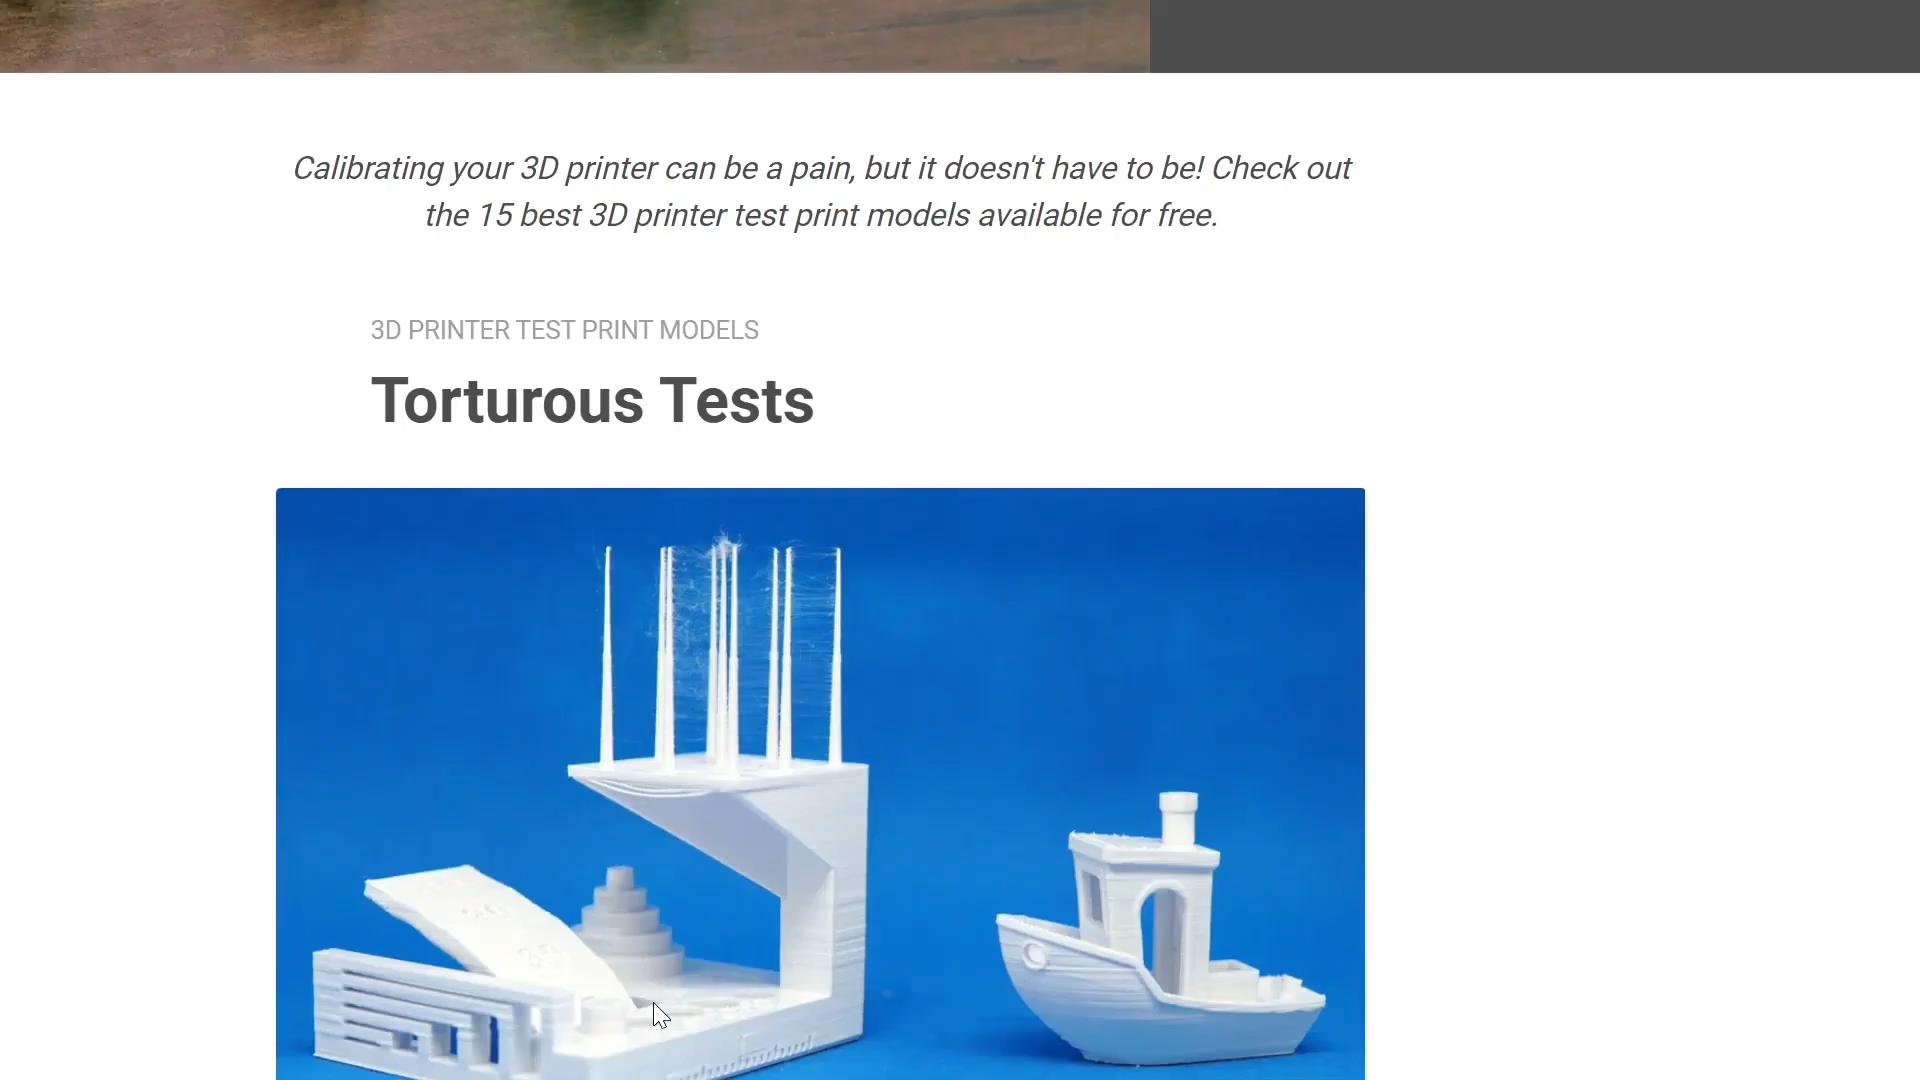 Calibrating your 3D printer can be a pain, but it doesn't have to be! Check out
the 15 best 3D printer test print models available for free.
3D PRINTER TEST PRINT MODELS
Torturous Tests